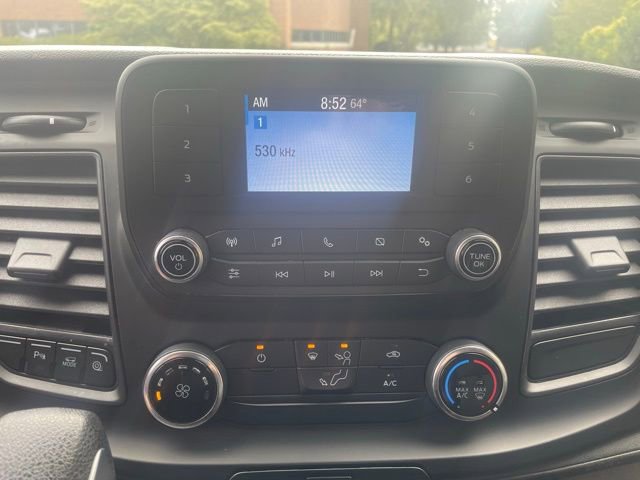 AM 8:52 64°
1
530 kHz
1
2
3
4
5
6
VOL
TUNE
OK
MODE
A/C
MAX
A/C
MAX